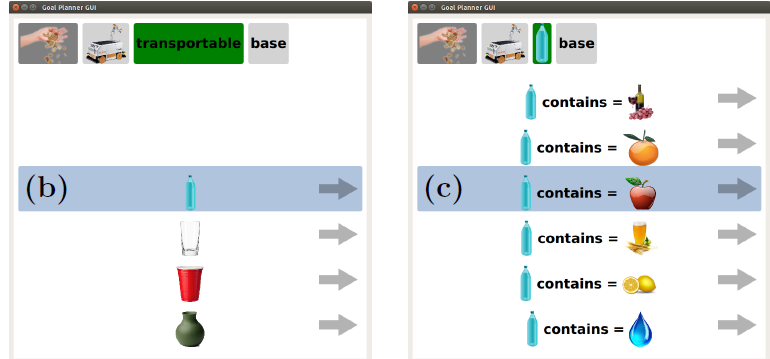 Goal Planner GUI
transportable base
(b)
Goal Planner GUI
base
contains =
contains =
(c) contains =
contains =
contains =
contains =